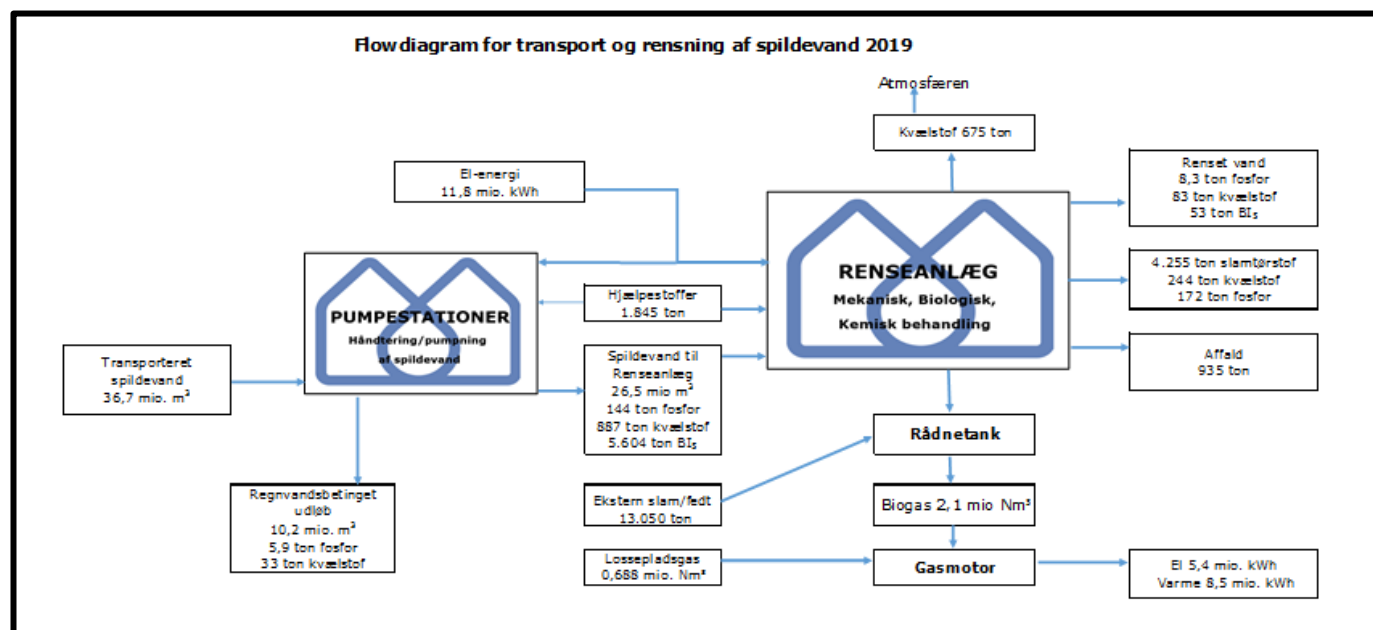 Flowdiagram for transport og rensning af spildevand 2019
Atmosfæren
Kvælstof 675 ton
El-energi
11,8 mio. kWh
Renset vand
8,3 ton fosfor
83 ton kvælstof
53 ton BI₅
RENSEANLÆG
Mekanisk, Biologisk,
Kemisk behandling
4.255 ton slamtørstof
244 ton kvælstof
172 ton fosfor
PUMPESTATIONER
Håndtering/pumpning
af spildevand
Hjælpestoffer
1.845 ton
Transporteret
spildevand
36,7 mio. m³
Spildevand til
Renseanlæg
26,5 mio m³
144 ton fosfor
887 ton kvælstof
5.604 ton BI₅
Affald
935 ton
Rådnetank
Regnvandsbetinget
udløb
10,2 mio. m³
5,9 ton fosfor
33 ton kvælstof
Ekstern slam/fedt
13.050 ton
Biogas 2,1 mio Nm³
Lossepladsgas
0,688 mio. Nm³
Gasmotor
El 5,4 mio. kWh
Varme 8,5 mio. kWh